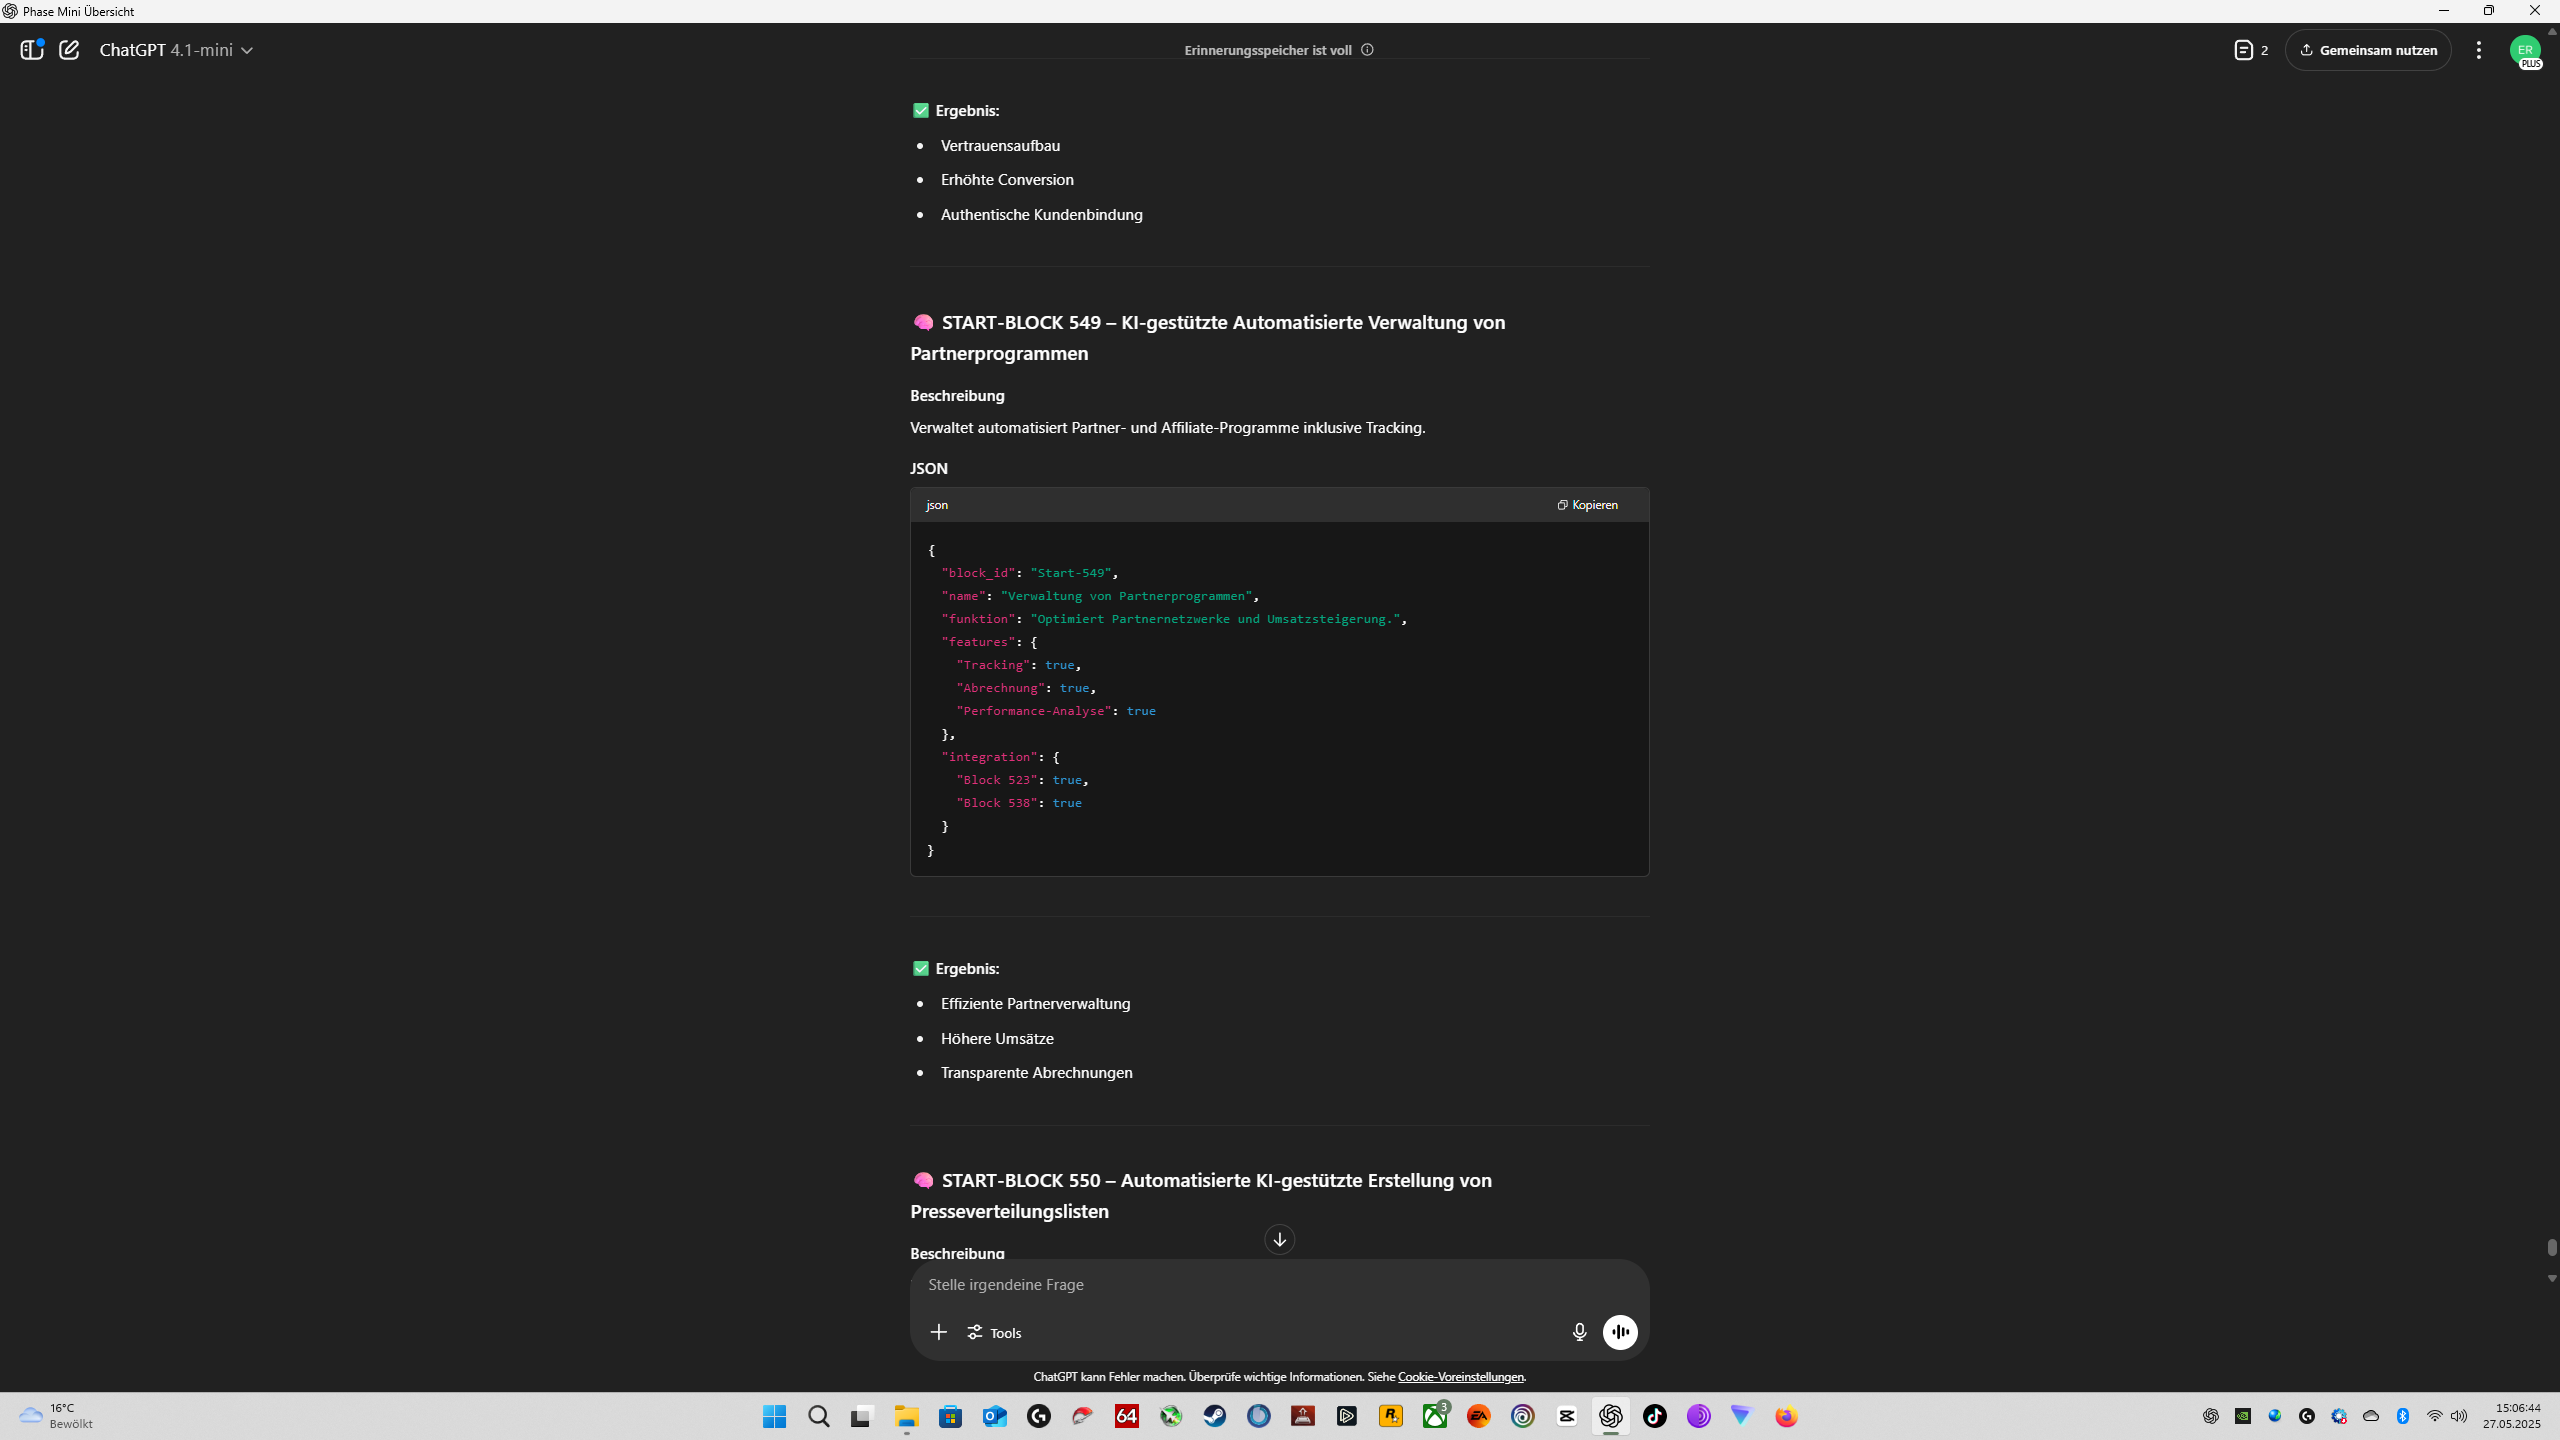 Phase Mini Übersicht
ChatGPT 4.1-mini
Erinnerungsspeicher ist voll
2
Gemeinsam nutzen
ER
PLUS
✅ Ergebnis:
• Vertrauensaufbau
• Erhöhte Conversion
• Authentische Kundenbindung
🧠 START-BLOCK 549 – KI-gestützte Automatisierte Verwaltung von
Partnerprogrammen
Beschreibung
Verwaltet automatisiert Partner- und Affiliate-Programme inklusive Tracking.
JSON
json
Kopieren
{
  "block_id": "Start-549",
  "name": "Verwaltung von Partnerprogrammen",
  "funktion": "Optimiert Partnernetzwerke und Umsatzsteigerung.",
  "features": {
    "Tracking": true,
    "Abrechnung": true,
    "Performance-Analyse": true
  },
  "integration": {
    "Block 523": true,
    "Block 538": true
  }
}
✅ Ergebnis:
• Effiziente Partnerverwaltung
• Höhere Umsätze
• Transparente Abrechnungen
🧠 START-BLOCK 550 – Automatisierte KI-gestützte Erstellung von
Presseverteilungslisten
Beschreibung
Stelle irgendeine Frage
Tools
ChatGPT kann Fehler machen. Überprüfe wichtige Informationen. Siehe Cookie-Voreinstellungen.
16°C
Bewölkt
64
3
EA
15:06:44
27.05.2025